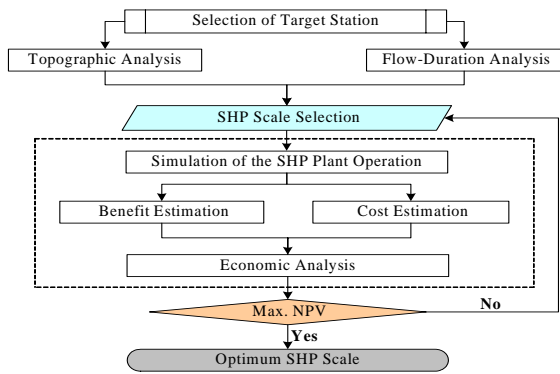 Selection of Target Station
Topographic Analysis
Flow-Duration Analysis
SHP Scale Selection
Simulation of the SHP Plant Operation
Benefit Estimation
Cost Estimation
Economic Analysis
Max. NPV
No
Yes
Optimum SHP Scale